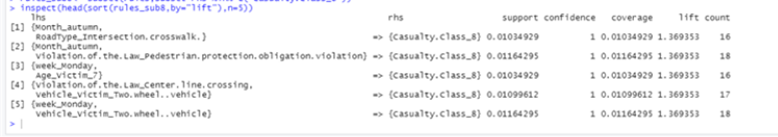 > inspect(head(sort(rules_sub8,by="lift"),n=5))
lhs rhs support confidence coverage lift count
[1] {Month_autumn,
RoadType_Intersection.crosswalk.} => {Casualty.class_8} 0.01034929 1 0.01034929 1.369353 16
[2] {Month_autumn,
Violation.of.the.Law_Pedestrian.protection.obligation.violation} => {Casualty.class_8} 0.01164295 1 0.01164295 1.369353 18
[3] {week_Monday,
Age_Victim_7} => {Casualty.class_8} 0.01034929 1 0.01034929 1.369353 16
[4] {violation.of.the.Law_Center.line.crossing,
vehicle_Victim_Two.wheel..vehicle} => {Casualty.class_8} 0.01099612 1 0.01099612 1.369353 17
[5] {week_Monday,
vehicle_Victim_Two.wheel..vehicle} => {Casualty.class_8} 0.01164295 1 0.01164295 1.369353 18
>